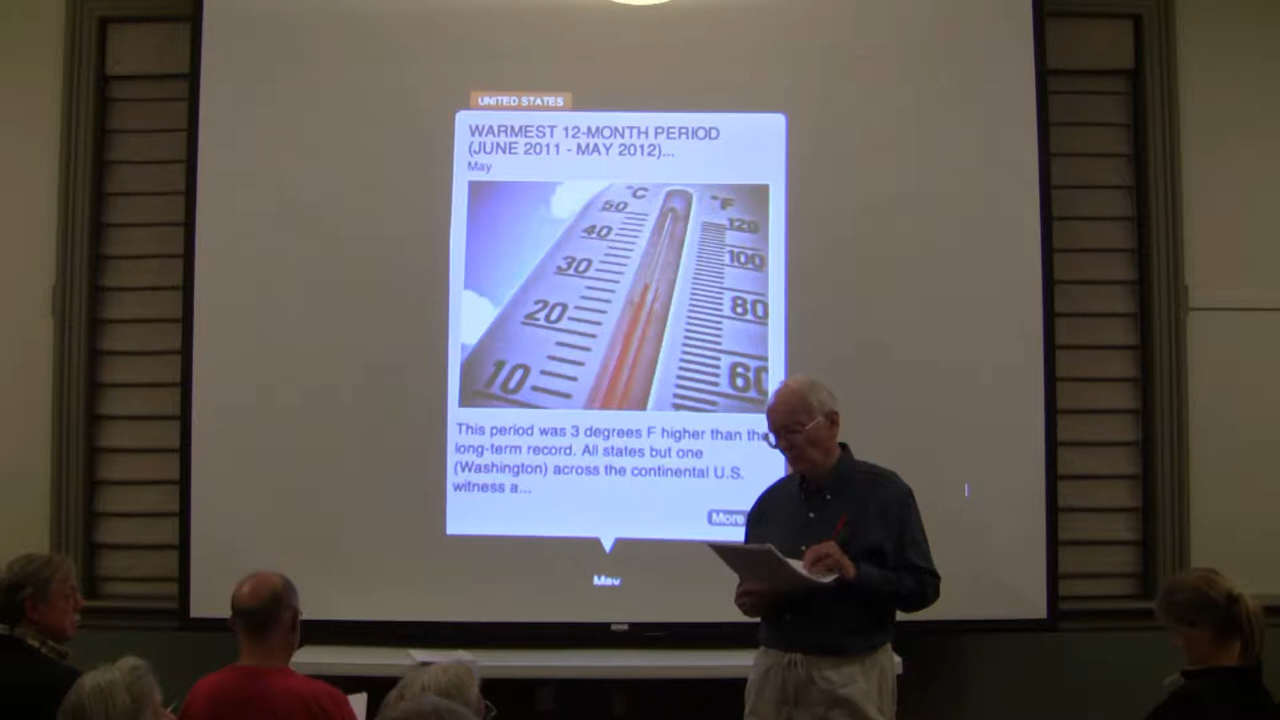 UNITED STATES
WARMEST 12-MONTH PERIOD
(JUNE 2011 - MAY 2012)...
May
°C
°F
50
120
40
100
30
80
20
60
10
This period was 3 degrees F higher than the
long-term record. All states but one
(Washington) across the continental U.S.
witness a...
More
May